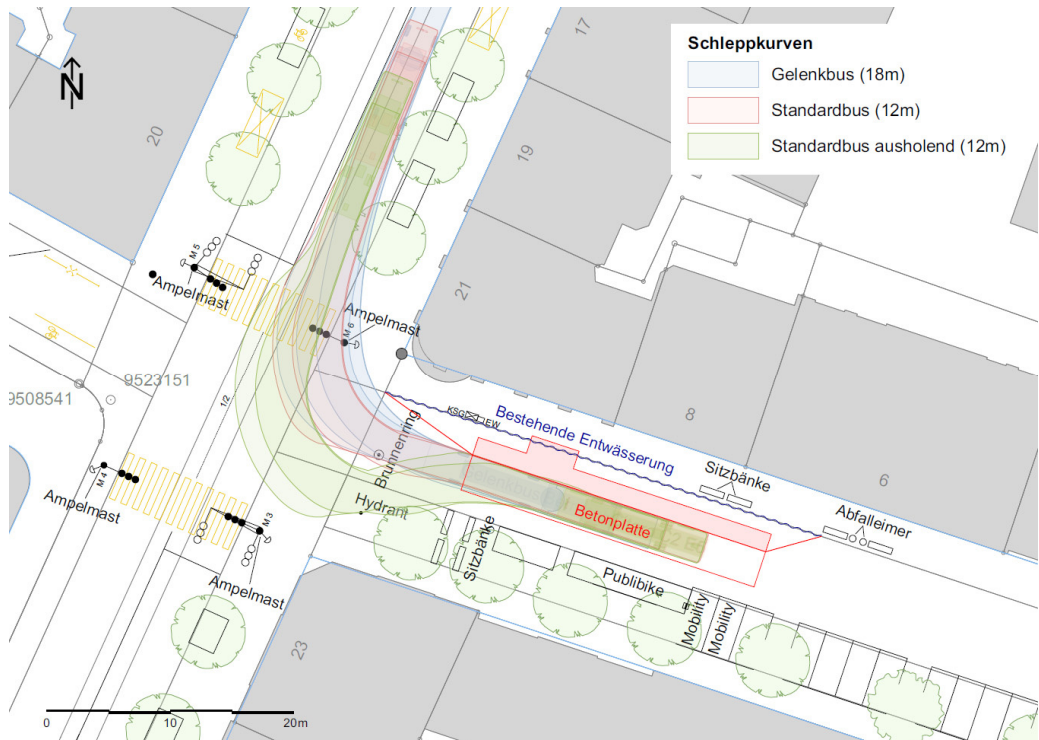 17
Schleppkurven
Gelenkbus (18m)
Standardbus (12m)
Standardbus ausholend (12m)
N
20
19
M 5
Ampelmast
Ampelmast
M 6
21
9523151
9508541
1/2
KSG
EW
Bestehende Entwässerung
8
Brunnenring
Sitzbänke
6
M 4
Ampelmast
Hydrant
Betonplatte
Abfalleimer
M 3
Sitzbänke
Publibike
Ampelmast
Mobility
Mobility
23
0 10 20m